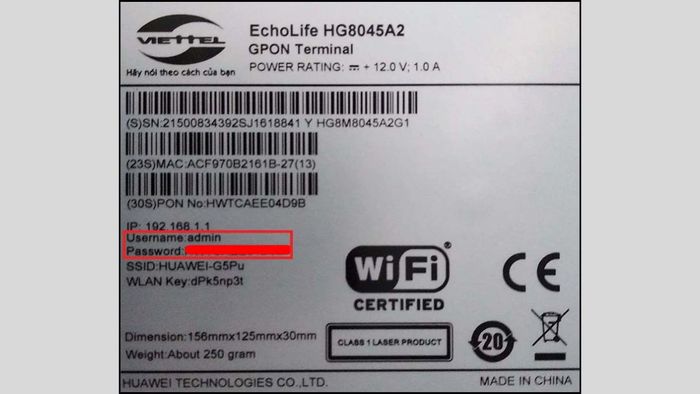 VIETTEL
Hãy nói theo cách của bạn
EchoLife HG8045A2
GPON Terminal
POWER RATING: ⎓ + 12.0 V; 1.0 A
(S)SN:21500834392SJ1618841 Y HG8M8045A2G1
(23S)MAC:ACF970B2161B-27(13)
(30S)PON No:HWTCAEE04D9B
IP: 192.168.1.1
Username:admin
Password:
SSID:HUAWEI-G5Pu
WLAN Key:dPk5np3t
WiFi®
CERTIFIED
CE
Dimension:156mmx125mmx30mm
Weight:About 250 gram
CLASS 1 LASER PRODUCT
20
HUAWEI TECHNOLOGIES CO.,LTD.
MADE IN CHINA